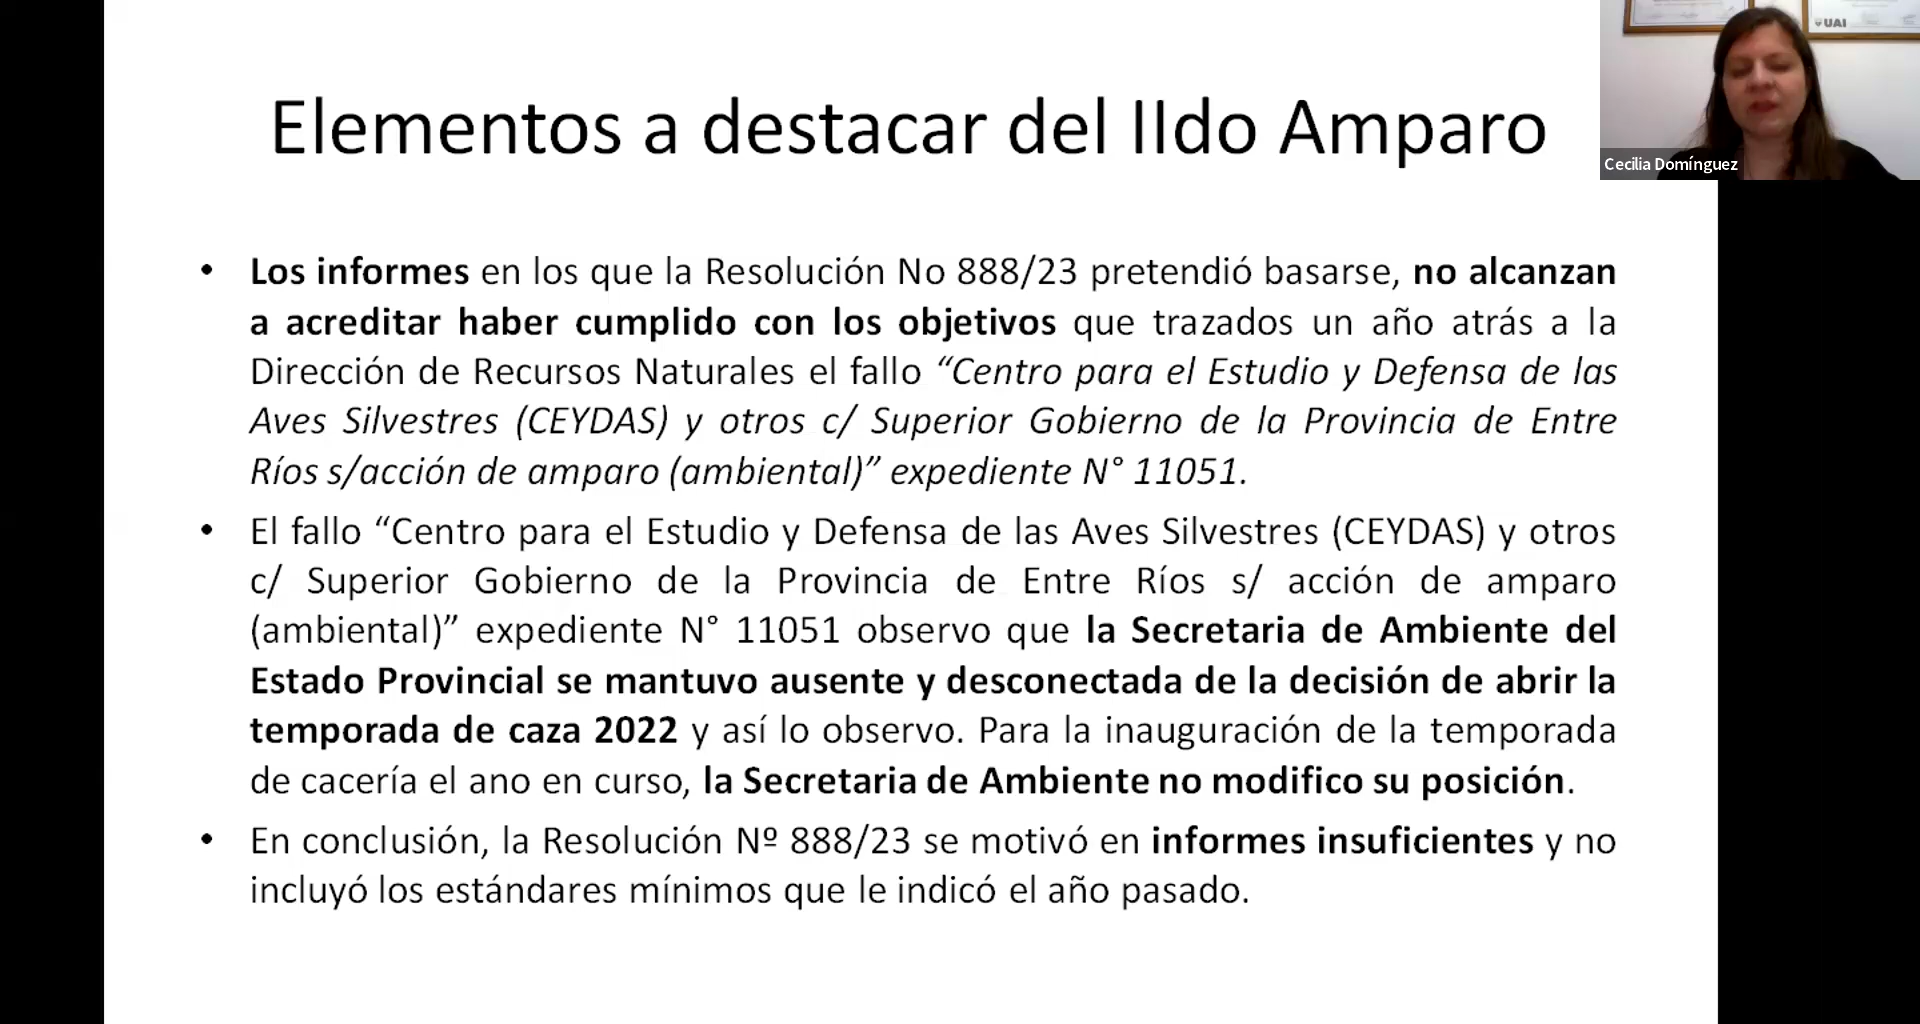 UAI
Cecilia Domínguez
Elementos a destacar del IIdo Amparo
• Los informes en los que la Resolución No 888/23 pretendió basarse, no alcanzan
a acreditar haber cumplido con los objetivos que trazados un año atrás a la
Dirección de Recursos Naturales el fallo “Centro para el Estudio y Defensa de las
Aves Silvestres (CEYDAS) y otros c/ Superior Gobierno de la Provincia de Entre
Ríos s/acción de amparo (ambiental)” expediente N° 11051.
• El fallo “Centro para el Estudio y Defensa de las Aves Silvestres (CEYDAS) y otros
c/ Superior Gobierno de la Provincia de Entre Ríos s/ acción de amparo
(ambiental)” expediente N° 11051 observo que la Secretaria de Ambiente del
Estado Provincial se mantuvo ausente y desconectada de la decisión de abrir la
temporada de caza 2022 y así lo observo. Para la inauguración de la temporada
de cacería el ano en curso, la Secretaria de Ambiente no modifico su posición.
• En conclusión, la Resolución Nº 888/23 se motivó en informes insuficientes y no
incluyó los estándares mínimos que le indicó el año pasado.